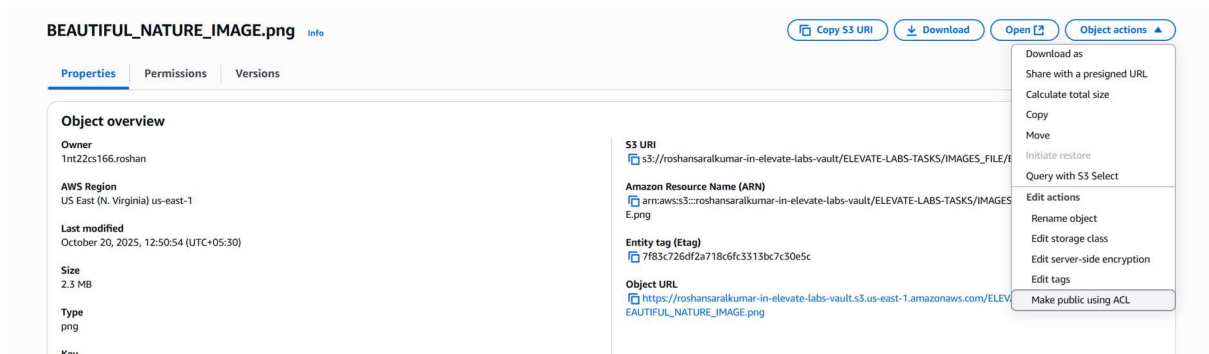 BEAUTIFUL_NATURE_IMAGE.png Info
Copy S3 URI
Download
Open
Object actions
Download as
Share with a presigned URL
Calculate total size
Copy
Move
Initiate restore
Query with S3 Select
Edit actions
Rename object
Edit storage class
Edit server-side encryption
Edit tags
Make public using ACL
Properties
Permissions
Versions
Object overview
Owner
1nt22cs166.roshan
AWS Region
US East (N. Virginia) us-east-1
Last modified
October 20, 2025, 12:50:54 (UTC+05:30)
Size
2.3 MB
Type
png
Key
S3 URI
s3://roshansaralkumar-in-elevate-labs-vault/ELEVATE-LABS-TASKS/IMAGES_FILE/
Amazon Resource Name (ARN)
arn:aws:s3:::roshansaralkumar-in-elevate-labs-vault/ELEVATE-LABS-TASKS/IMAGES
E.png
Entity tag (Etag)
7f83c726df2a718c6fc3313bc7c30e5c
Object URL
https://roshansaralkumar-in-elevate-labs-vault.s3.us-east-1.amazonaws.com/ELEV
EAUTIFUL_NATURE_IMAGE.png